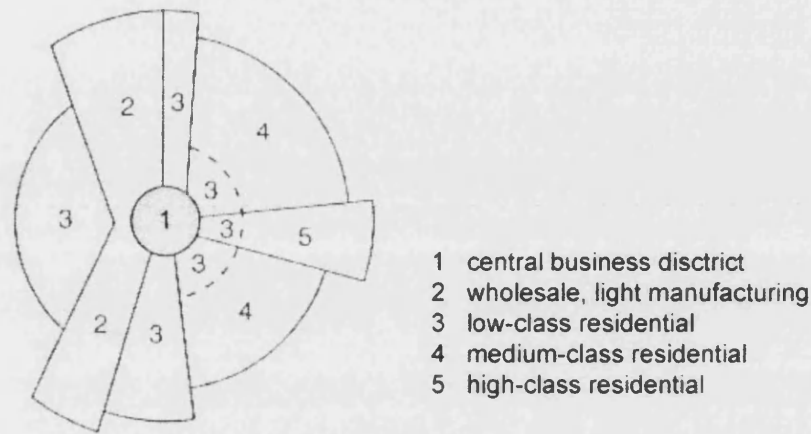 2
3
4
3
3
1
3
5
3
2
3
4
1 central business disctrict
2 wholesale, light manufacturing
3 low-class residential
4 medium-class residential
5 high-class residential